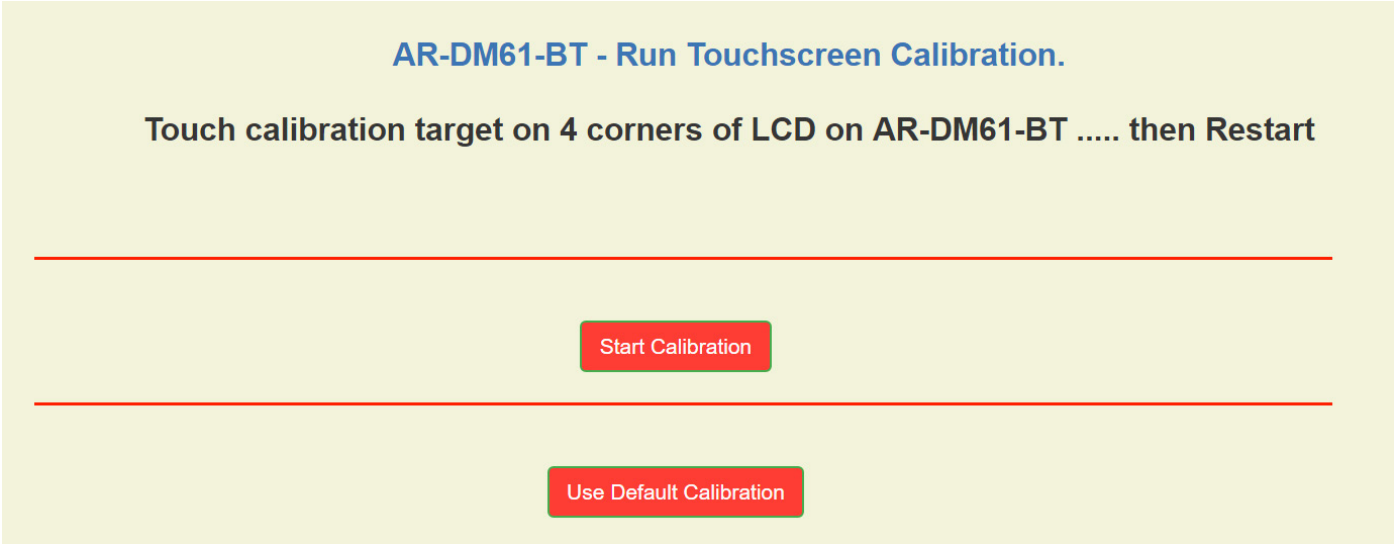 AR-DM61-BT - Run Touchscreen Calibration.
Touch calibration target on 4 corners of LCD on AR-DM61-BT ..... then Restart
Start Calibration
Use Default Calibration